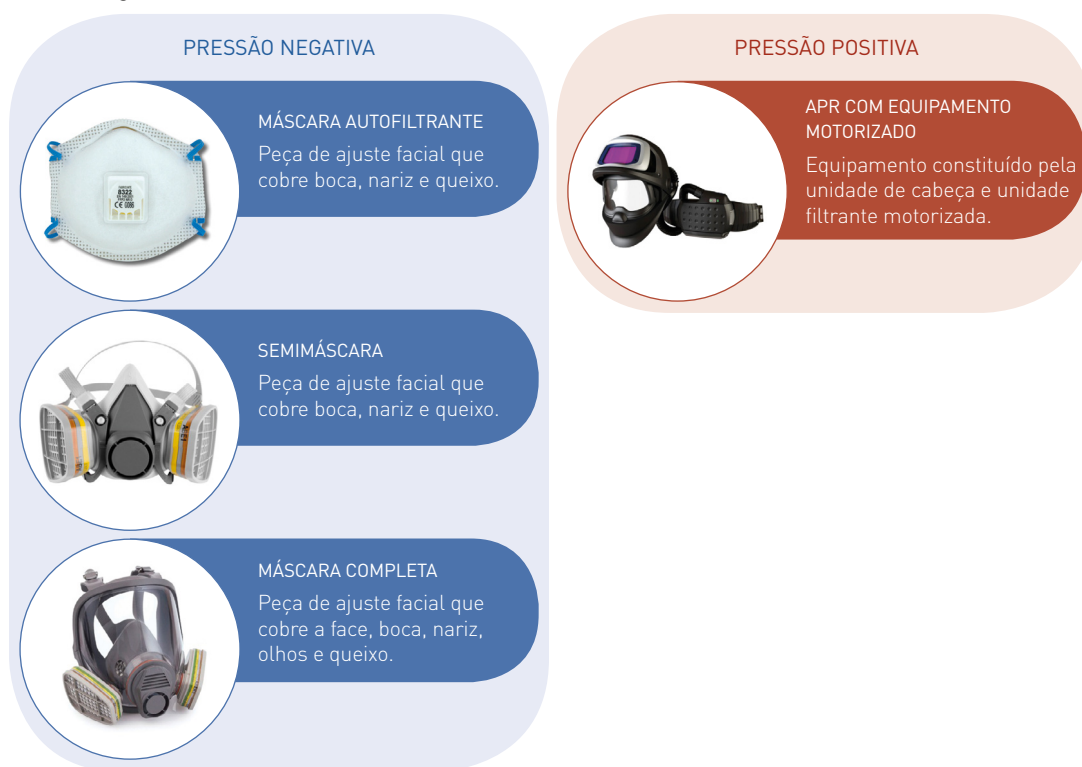 PRESSÃO NEGATIVA
MÁSCARA AUTOFILTRANTE
Peça de ajuste facial que
cobre boca, nariz e queixo.
8322
SEMIMÁSCARA
Peça de ajuste facial que
cobre boca, nariz e queixo.
MÁSCARA COMPLETA
Peça de ajuste facial que
cobre a face, boca, nariz,
olhos e queixo.
PRESSÃO POSITIVA
APR COM EQUIPAMENTO
MOTORIZADO
Equipamento constituído pela
unidade de cabeça e unidade
filtrante motorizada.